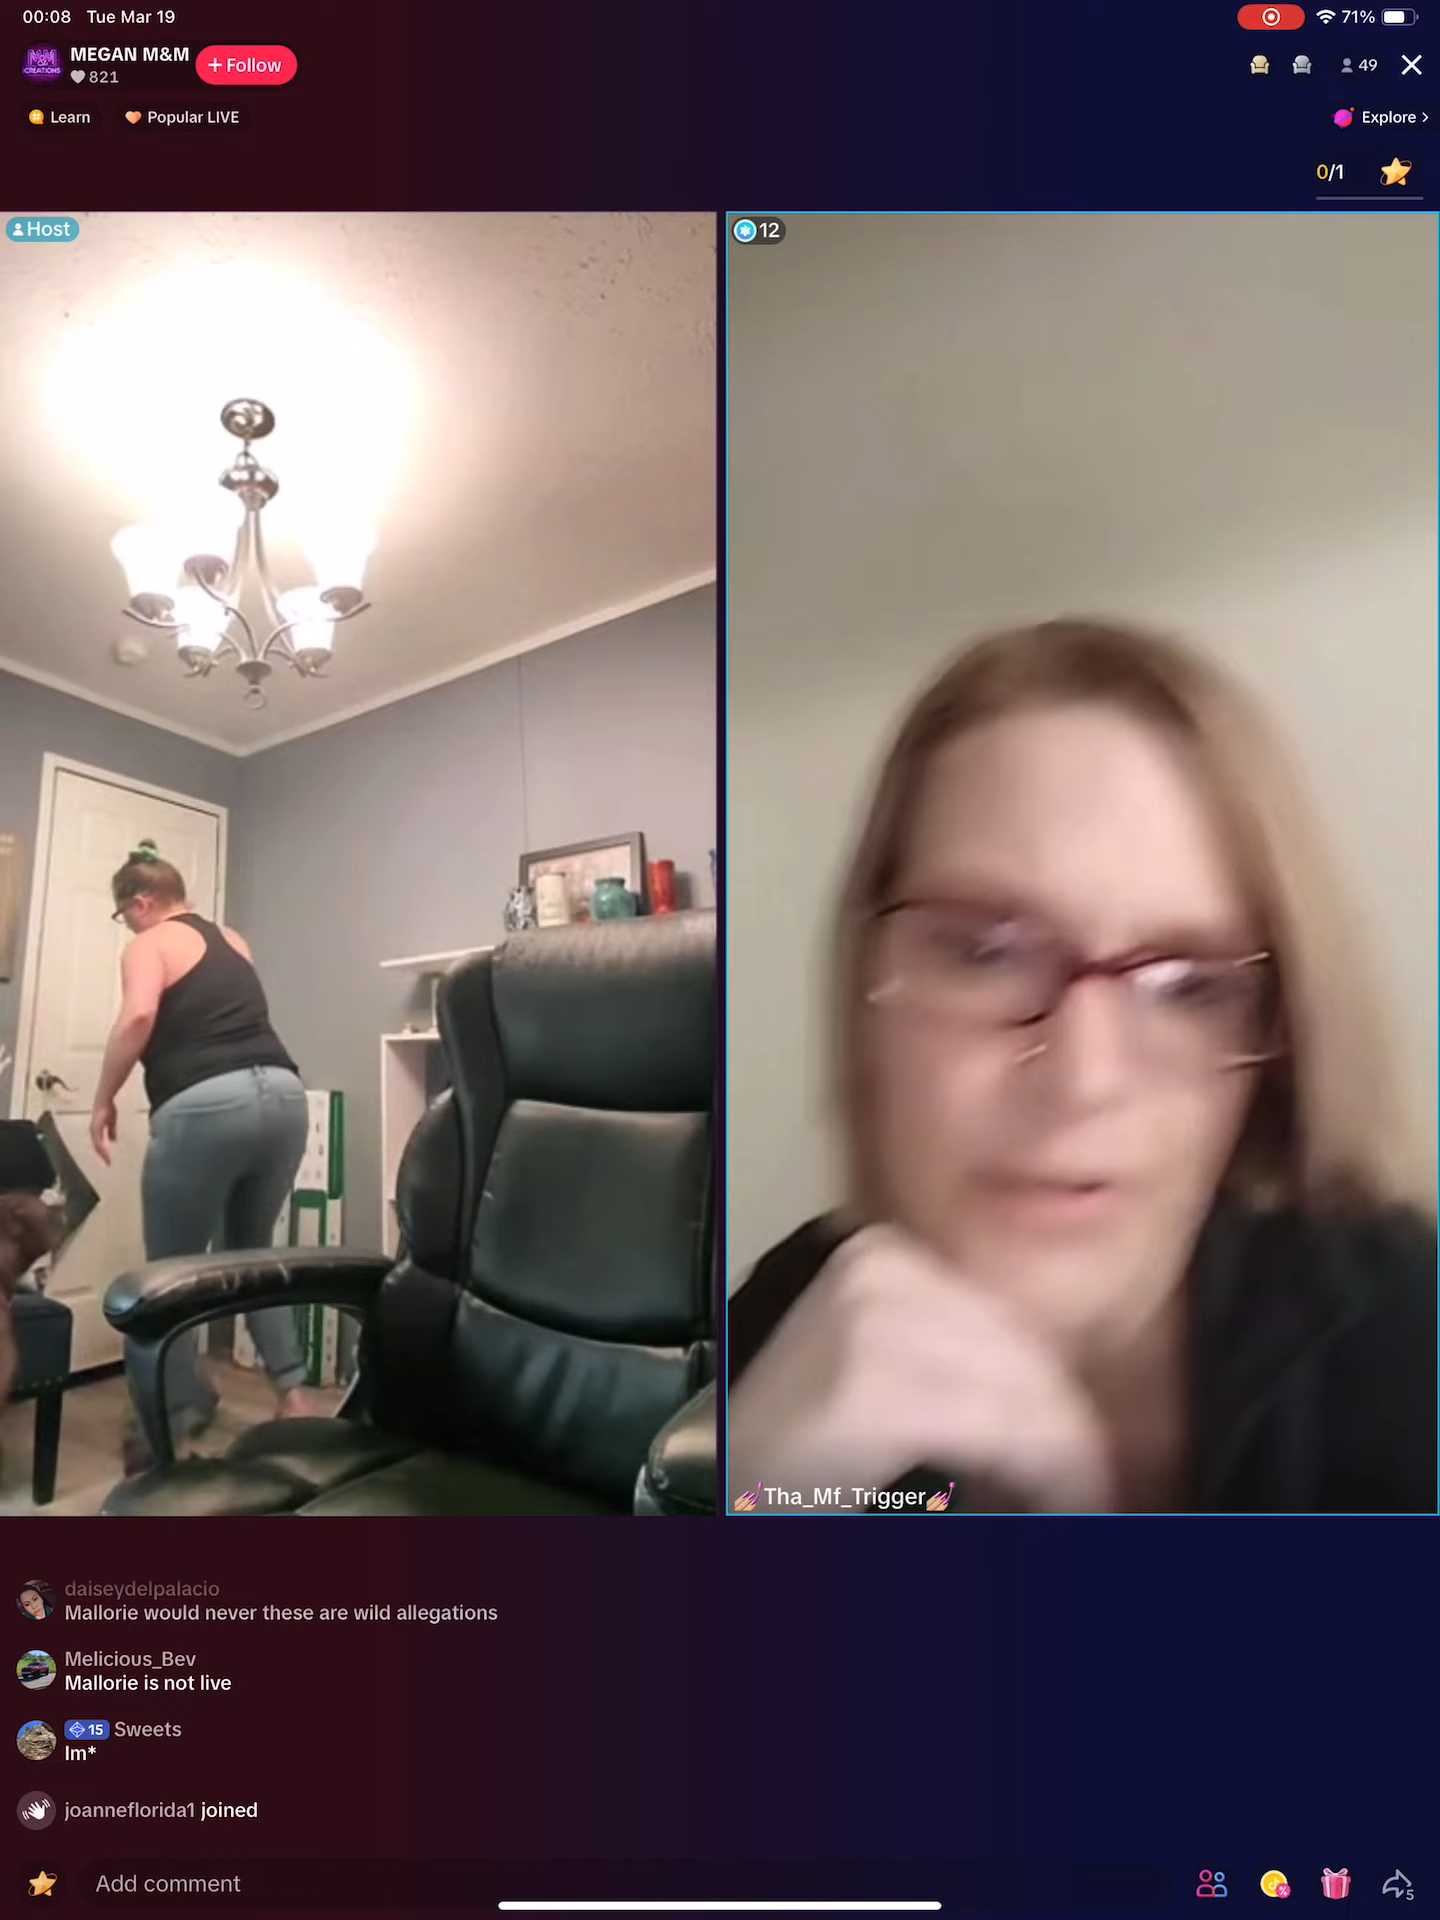 00:08 Tue Mar 19
71%
MEGAN M&M
821
+ Follow
49
M&M
CREATIONS
Learn
Popular LIVE
Explore >
0/1
Host
12
Tha_Mf_Trigger
daiseydelpalacio
Mallorie would never these are wild allegations
Melicious_Bev
Mallorie is not live
15 Sweets
Im*
joanneflorida1 joined
Add comment
5